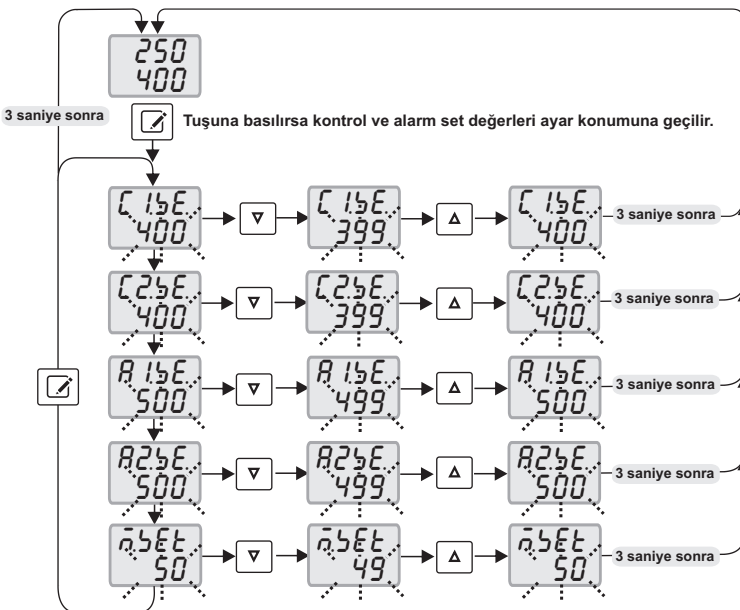 250
400
3 saniye sonra
Tuşuna basılırsa kontrol ve alarm set değerleri ayar konumuna geçilir.
C1.SE. C1.SE. C1.SE.
400 399 400 3 saniye sonra
C2.SE. C2.SE. C2.SE.
400 399 400 3 saniye sonra
A1.SE. A1.SE. A1.SE.
500 499 500 3 saniye sonra
A2.SE. A2.SE. A2.SE.
500 499 500 3 saniye sonra
SEt SEt SEt
50 49 50 3 saniye sonra